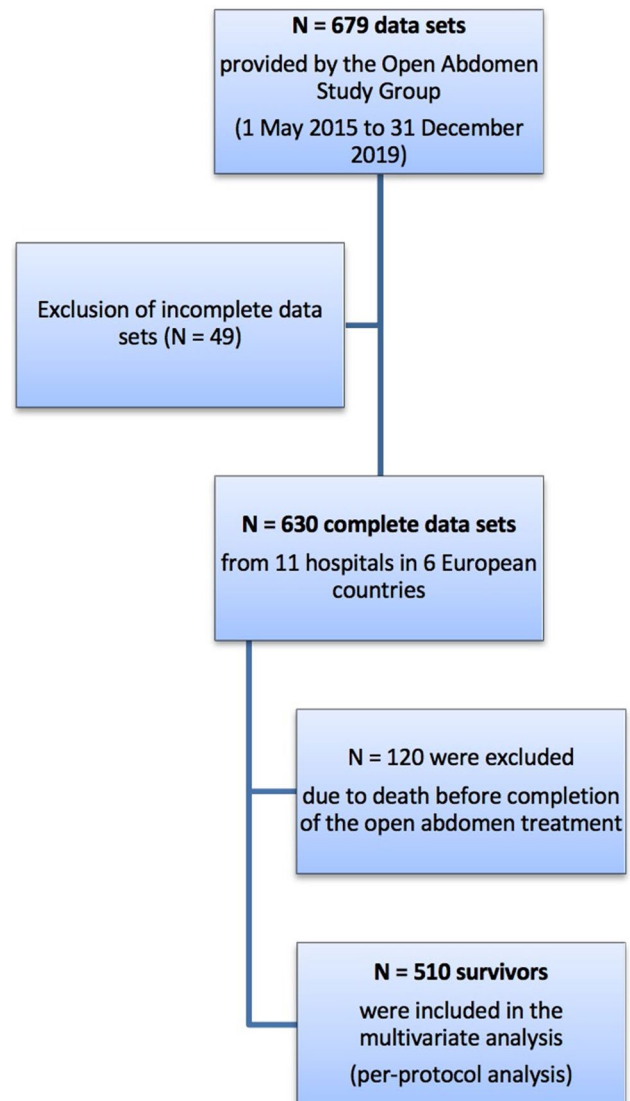 N = 679 data sets
provided by the Open Abdomen
Study Group
(1 May 2015 to 31 December
2019)
Exclusion of incomplete data
sets (N = 49)
N = 630 complete data sets
from 11 hospitals in 6 European
countries
N = 120 were excluded
due to death before completion
of the open abdomen treatment
N = 510 survivors
were included in the
multivariate analysis
(per-protocol analysis)